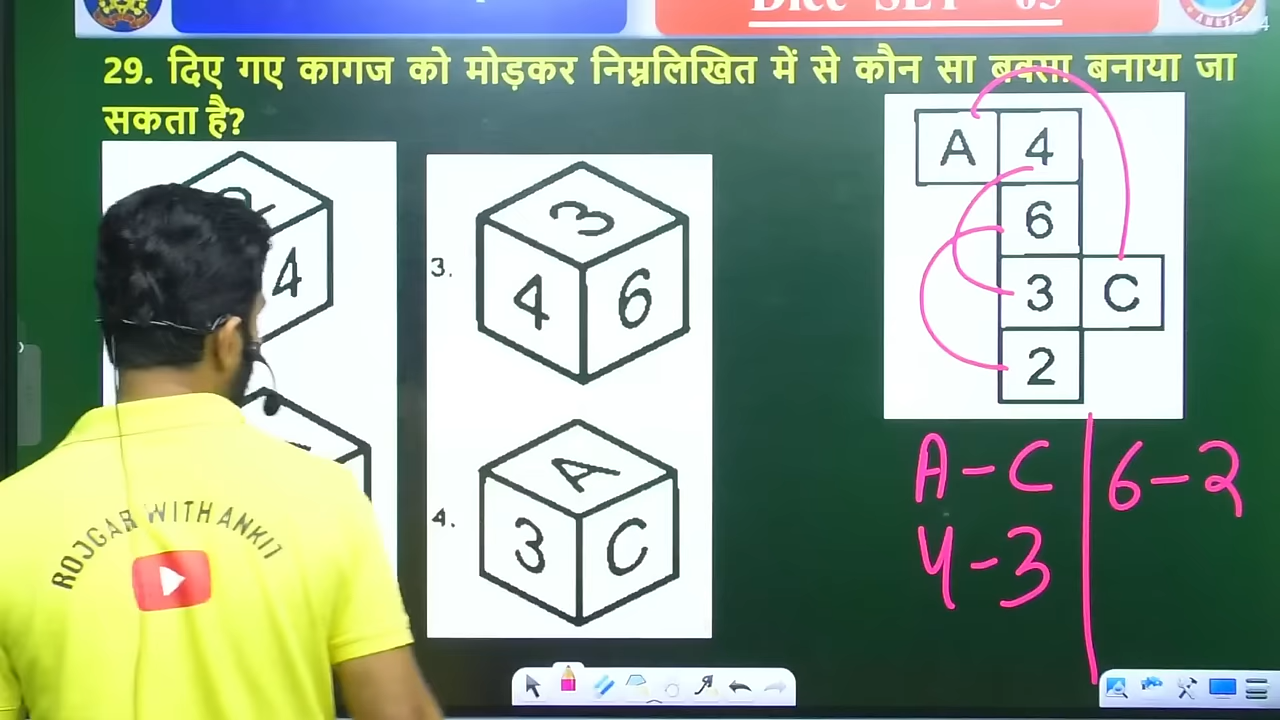 29. दिए गए कागज को मोड़कर निम्नलिखित में से कौन सा बक्सा बनाया जा
सकता है?
4
3.
3
4 6
4.
A
3 C
A 4
6
3 C
2
A-C
4-3
6-2
ROJGAR WITH ANKIT